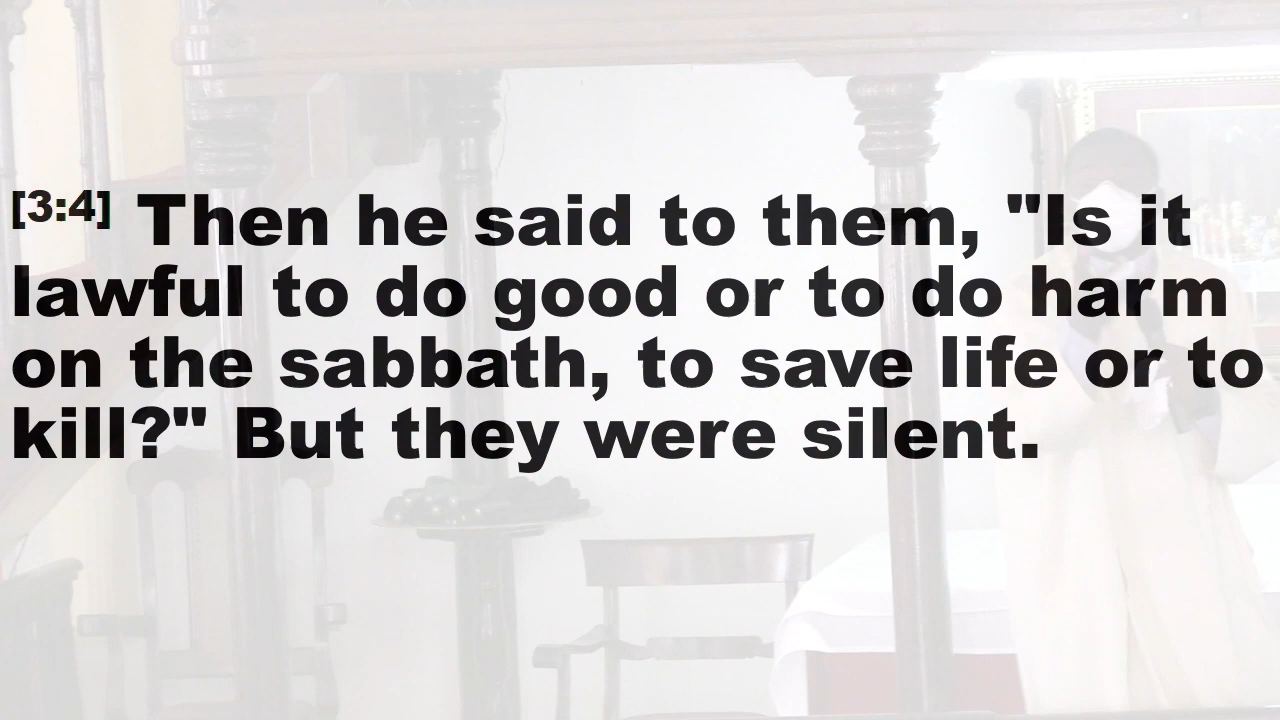 [3:4] Then he said to them, "Is it
lawful to do good or to do harm
on the sabbath, to save life or to
kill?" But they were silent.